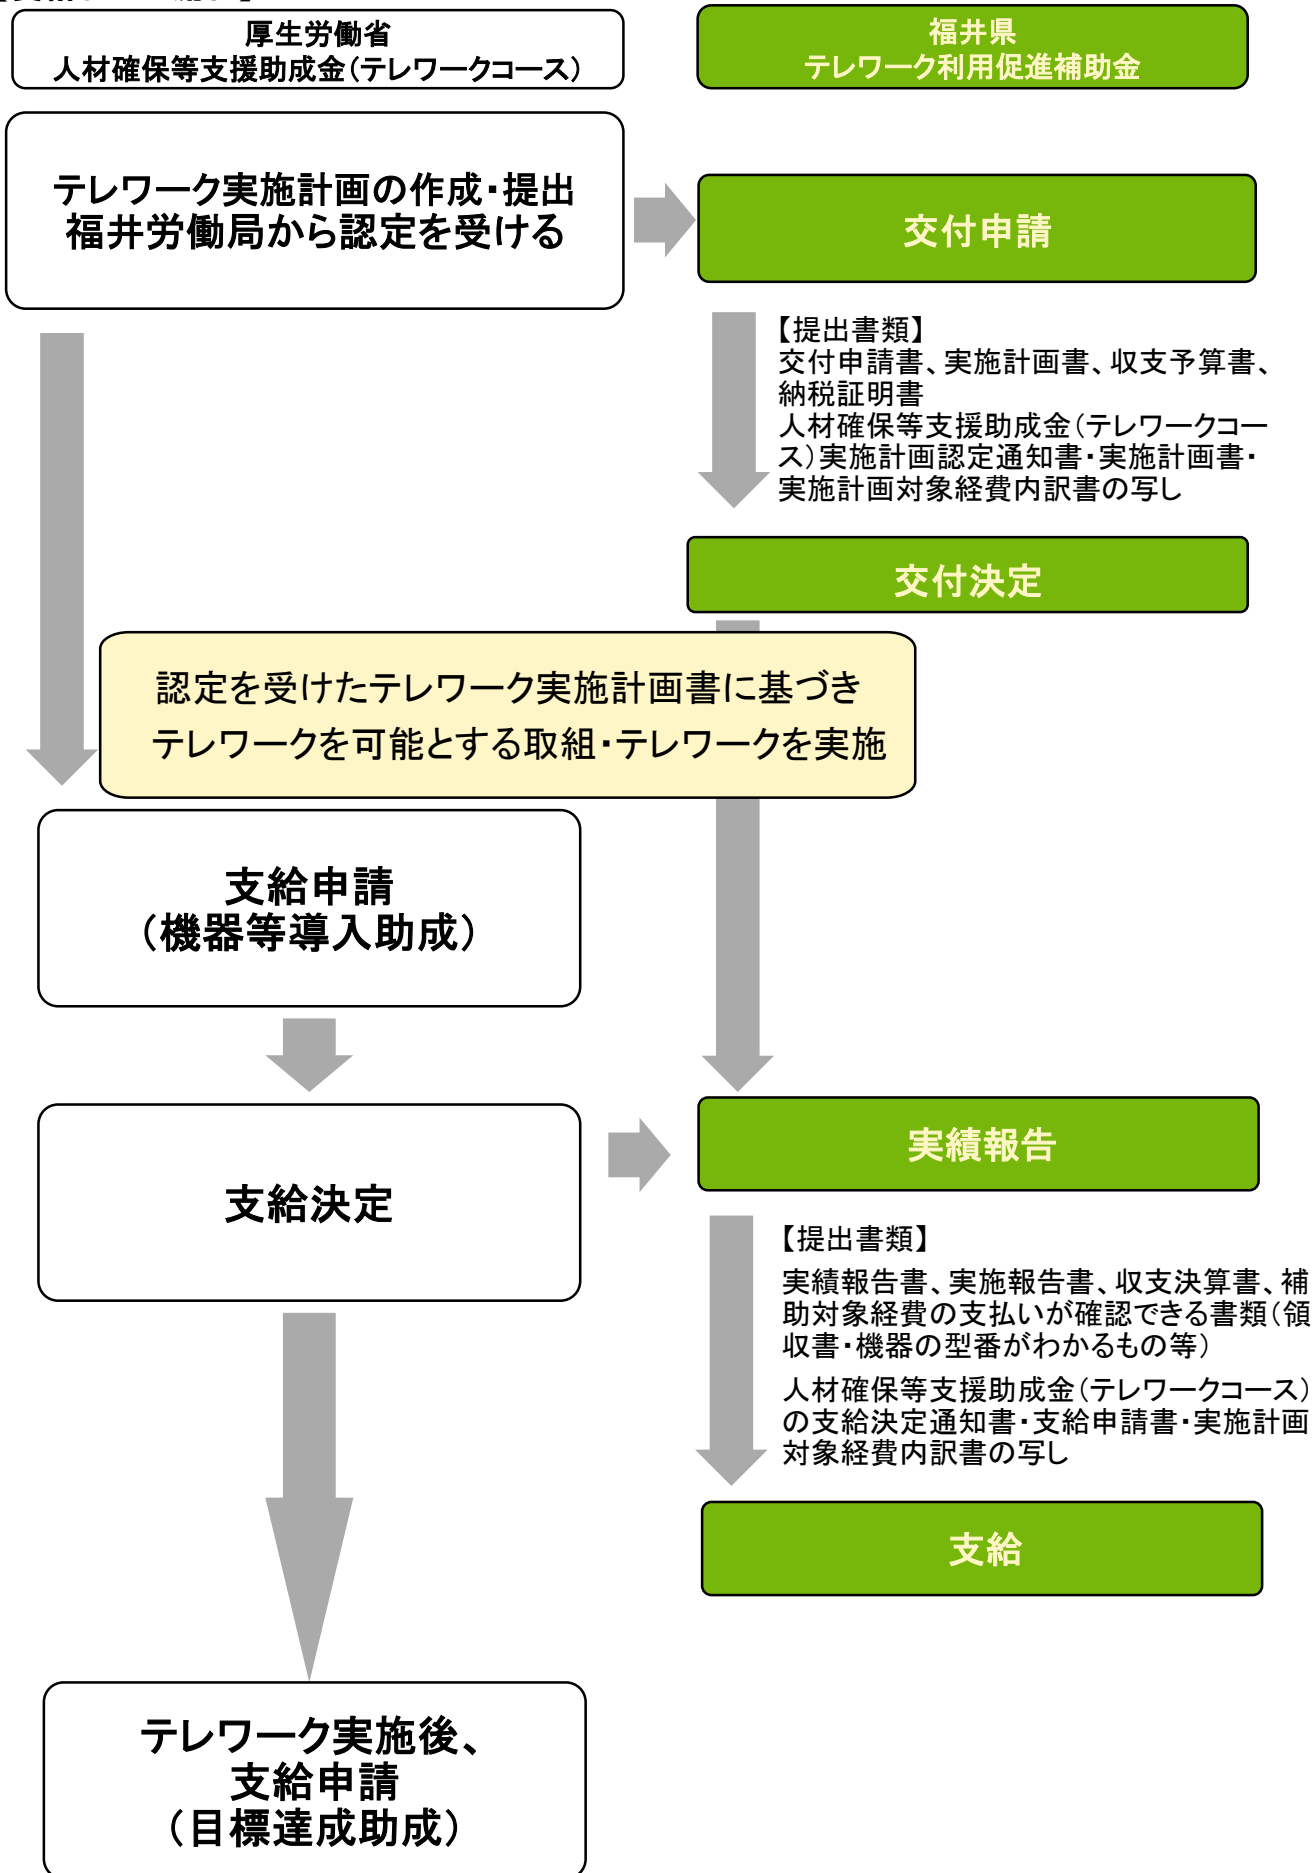 厚生労働省
人材確保等支援助成金（テレワークコース）
福井県
テレワーク利用促進補助金
テレワーク実施計画の作成・提出
福井労働局から認定を受ける
交付申請
【提出書類】
交付申請書、実施計画書、収支予算書、
納税証明書
人材確保等支援助成金（テレワークコー
ス）実施計画認定通知書・実施計画書・
実施計画対象経費内訳書の写し
交付決定
認定を受けたテレワーク実施計画書に基づき
テレワークを可能とする取組・テレワークを実施
支給申請
（機器等導入助成）
支給決定
実績報告
【提出書類】
実績報告書、実施報告書、収支決算書、補
助対象経費の支払いが確認できる書類（領
収書・機器の型番がわかるもの等）
人材確保等支援助成金（テレワークコース）
の支給決定通知書・支給申請書・実施計画
対象経費内訳書の写し
支給
テレワーク実施後、
支給申請
（目標達成助成）